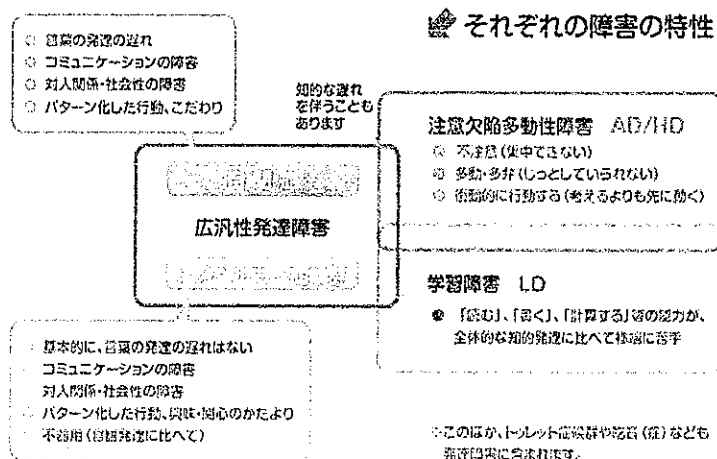 それぞれの障害の特性
言葉の発達の遅れ
コミュニケーションの障害
対人関係・社会性の障害
パターン化した行動、こだわり
知的な遅れ
を伴うことも
あります
注意欠陥多動性障害 AD/HD
不注意(集中できない)
多動・多弁(じっとしていられない)
衝動的に行動する(考えるよりも先に動く)
広汎性発達障害
学習障害 LD
「読む」、「書く」、「計算する」等の能力が、
全体的な知的発達に比べて極端に苦手
基本的に、言葉の発達の遅れはない
コミュニケーションの障害
対人関係・社会性の障害
パターン化した行動、興味・関心のかたより
不器用(言語発達に比べて)
※このほか、トゥレット症候群や吃音(症)なども
発達障害に含まれます。